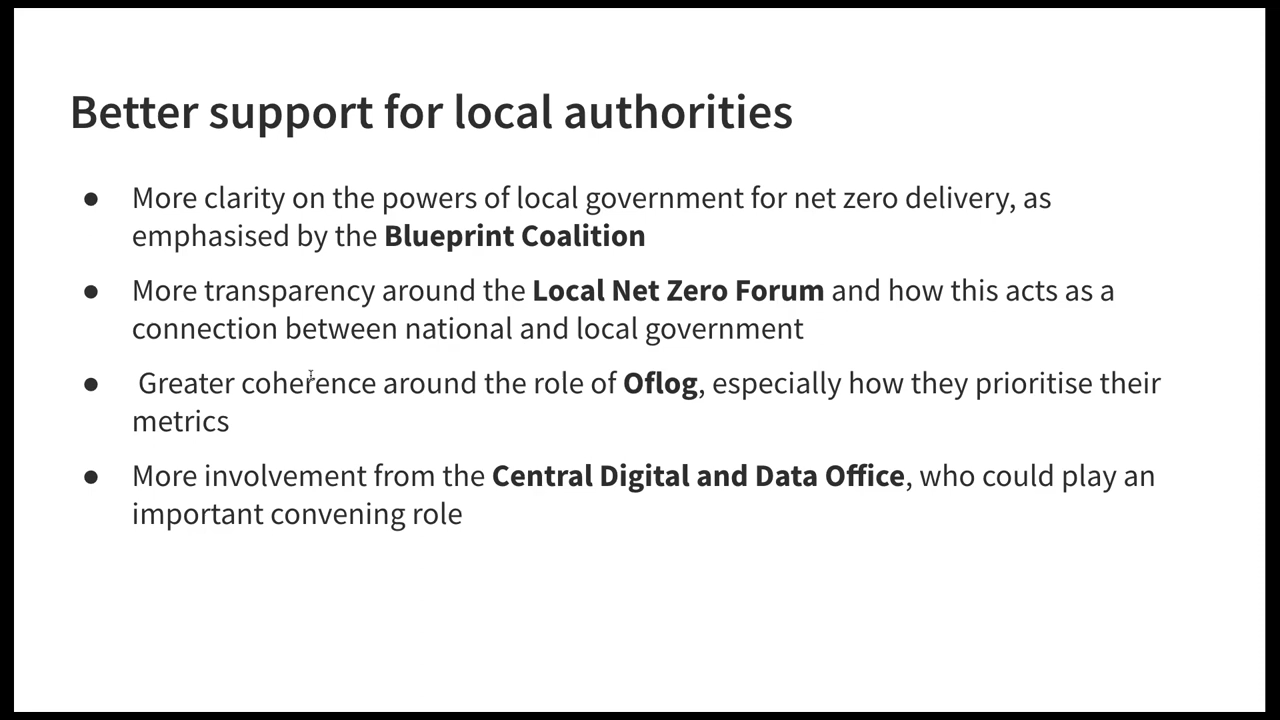 Better support for local authorities
● More clarity on the powers of local government for net zero delivery, as
emphasised by the Blueprint Coalition
● More transparency around the Local Net Zero Forum and how this acts as a
connection between national and local government
● Greater coherence around the role of Oflog, especially how they prioritise their
metrics
● More involvement from the Central Digital and Data Office, who could play an
important convening role